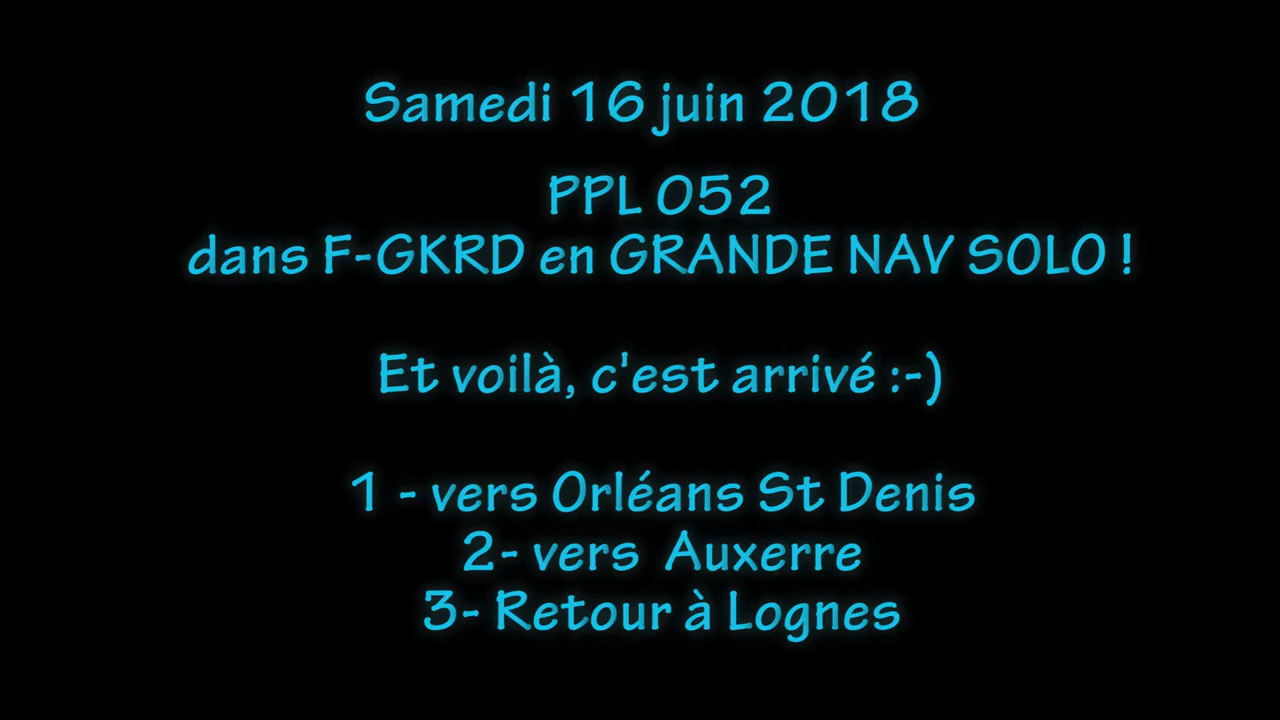 Samedi 16 juin 2018
PPL 052
dans F-GKRD en GRANDE NAV SOLO !
Et voilà, c'est arrivé :-)
1 - vers Orléans St Denis
2- vers  Auxerre
3- Retour à Lognes